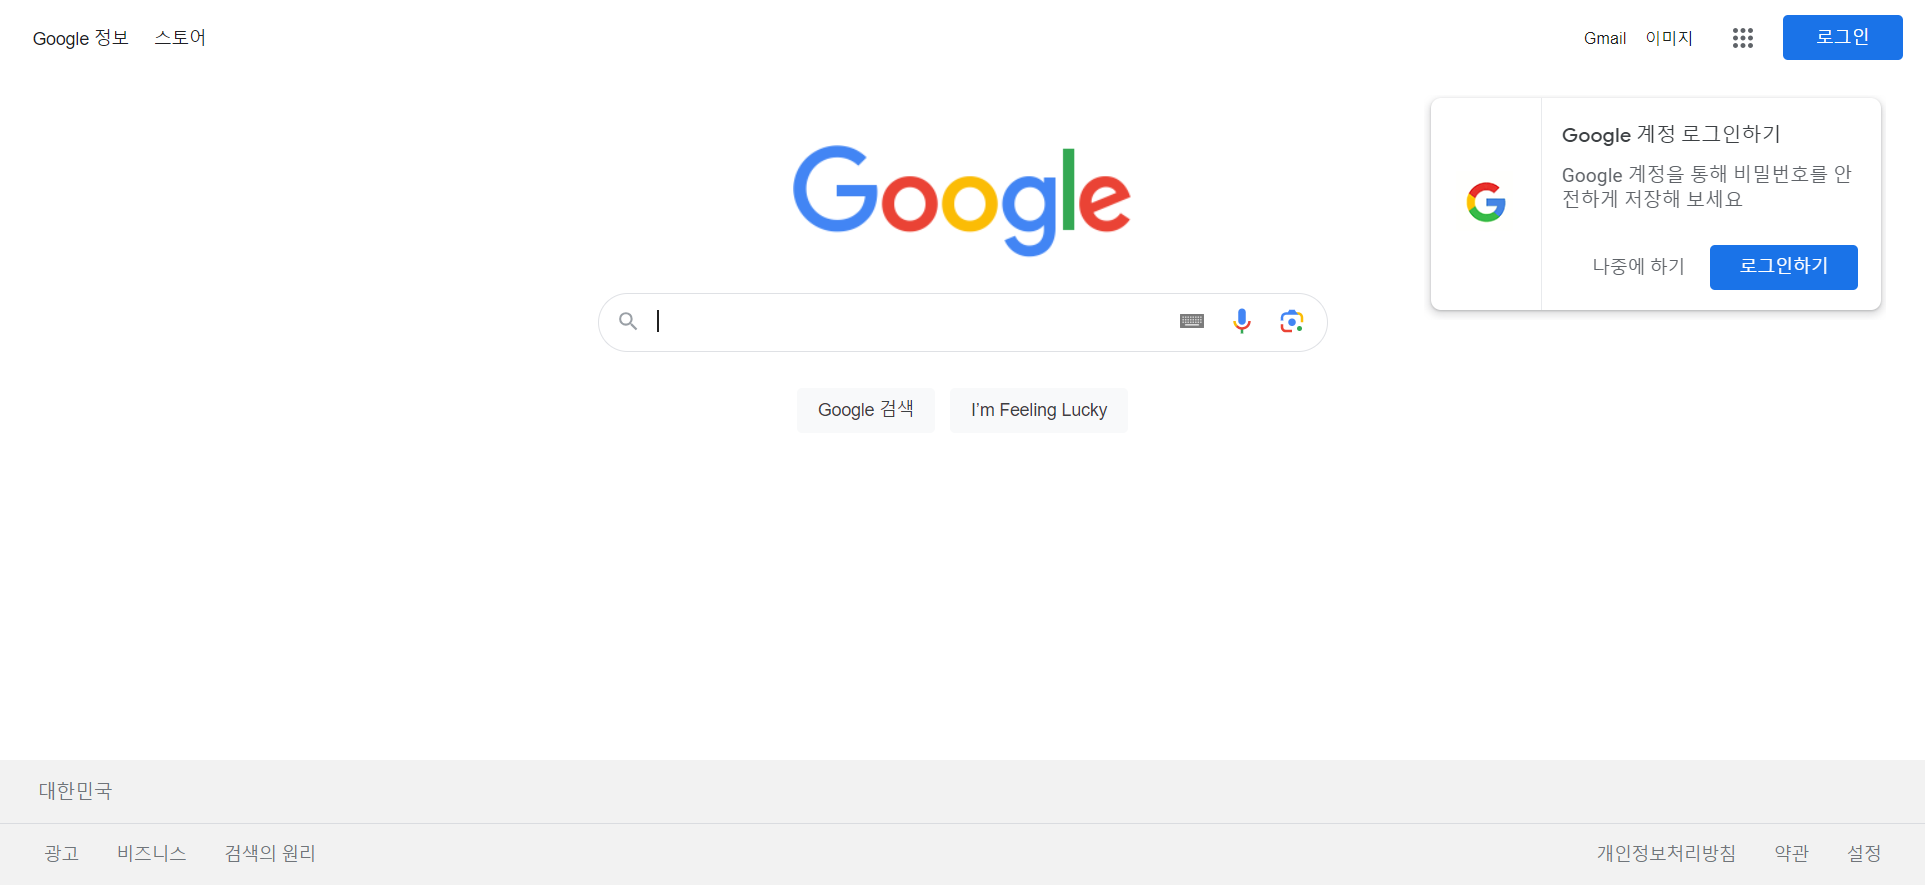 Google 정보 스토어
Gmail 이미지 로그인
Google 계정 로그인하기
Google 계정을 통해 비밀번호를 안
전하게 저장해 보세요
나중에 하기 로그인하기
Google
Google 검색 I'm Feeling Lucky
대한민국
광고 비즈니스 검색의 원리
개인정보처리방침 약관 설정